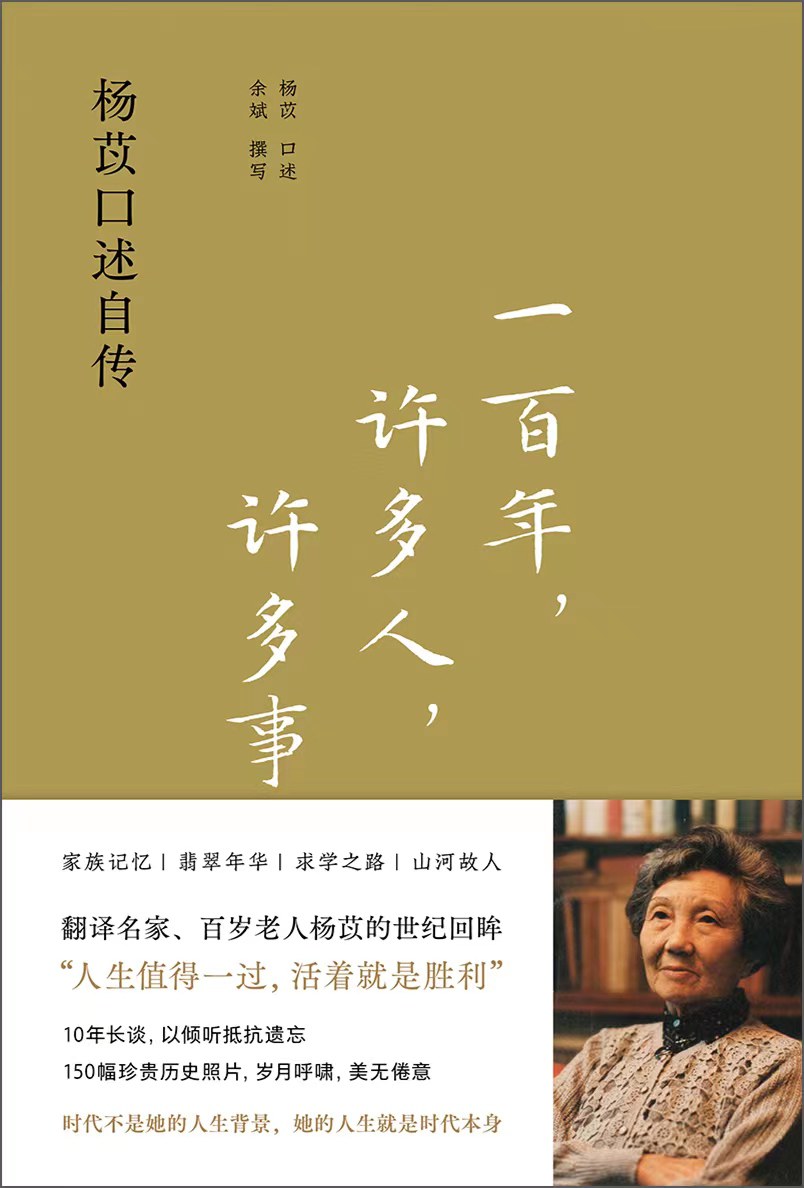 一百年，
许多人，
许多事
杨苡 口述
余斌 撰写
杨苡口述自传
家族记忆 | 翡翠年华 | 求学之路 | 山河故人
翻译名家、百岁老人杨苡的世纪回眸
“人生值得一过，活着就是胜利”
10年长谈，以倾听抵抗遗忘
150幅珍贵历史照片，岁月呼啸，美无倦意
时代不是她的人生背景，她的人生就是时代本身